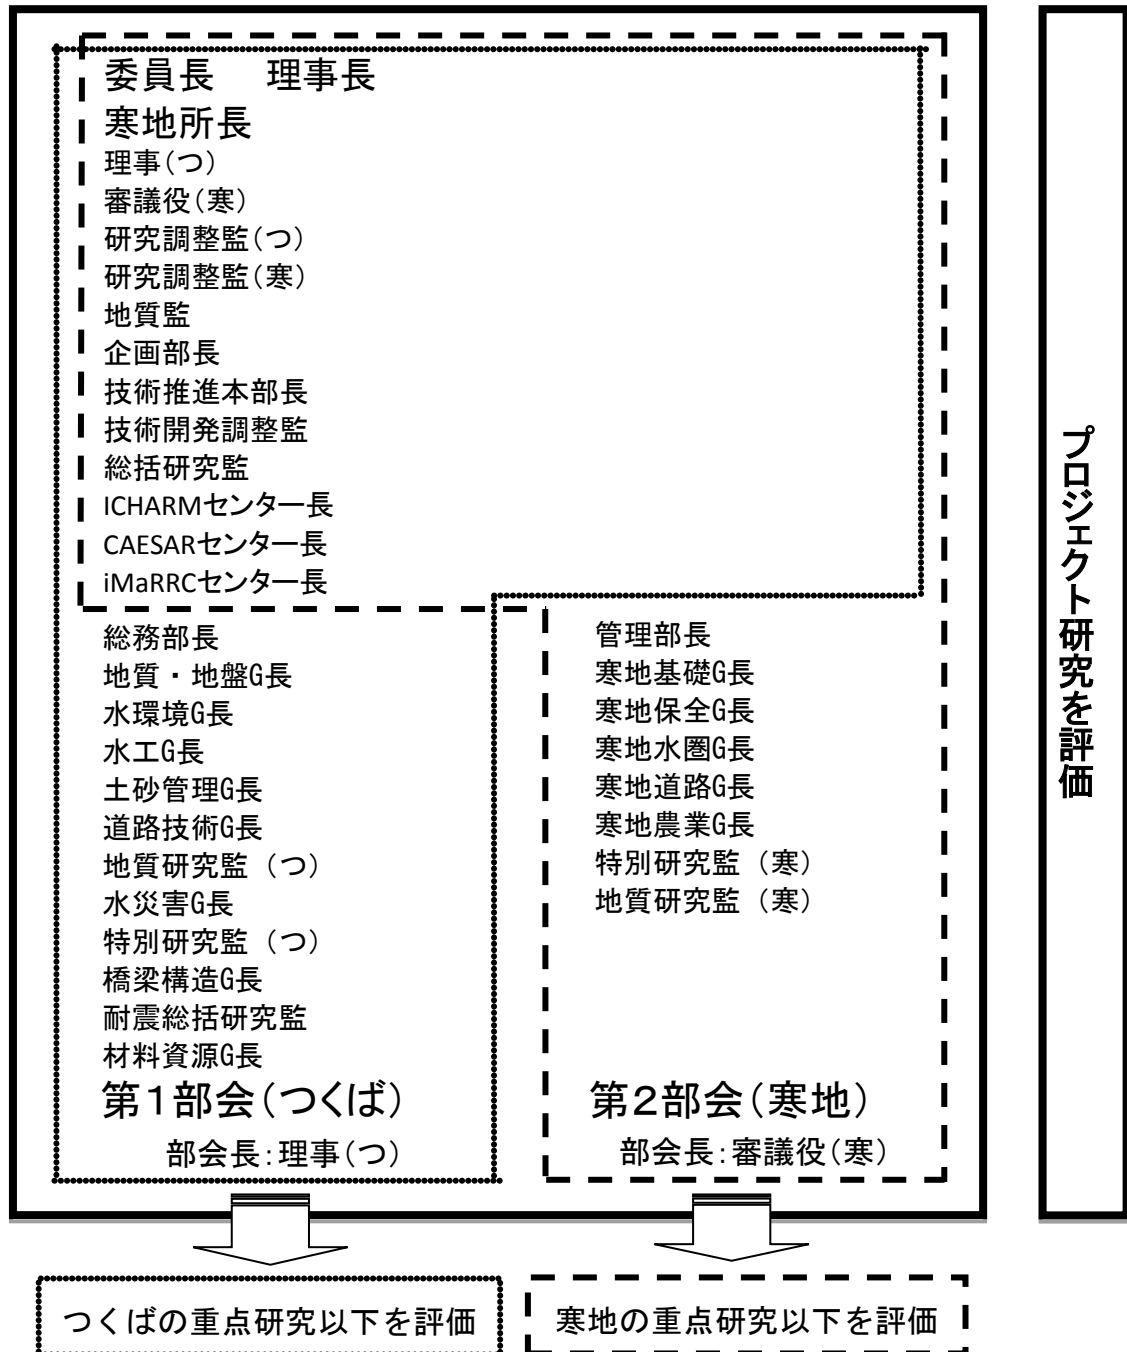 委員長　理事長
寒地所長
理事(つ)
審議役(寒)
研究調整監(つ)
研究調整監(寒)
地質監
企画部長
技術推進本部長
技術開発調整監
総括研究監
ICHARMセンター長
CAESARセンター長
iMaRRCセンター長
総務部長
地質・地盤G長
水環境G長
水工G長
土砂管理G長
道路技術G長
地質研究監（つ）
水災害G長
特別研究監（つ）
橋梁構造G長
耐震総括研究監
材料資源G長
第1部会(つくば)
部会長:理事(つ)
管理部長
寒地基礎G長
寒地保全G長
寒地水圏G長
寒地道路G長
寒地農業G長
特別研究監（寒）
地質研究監（寒）
第2部会(寒地)
部会長:審議役(寒)
つくばの重点研究以下を評価
寒地の重点研究以下を評価
プロジェクト研究を評価